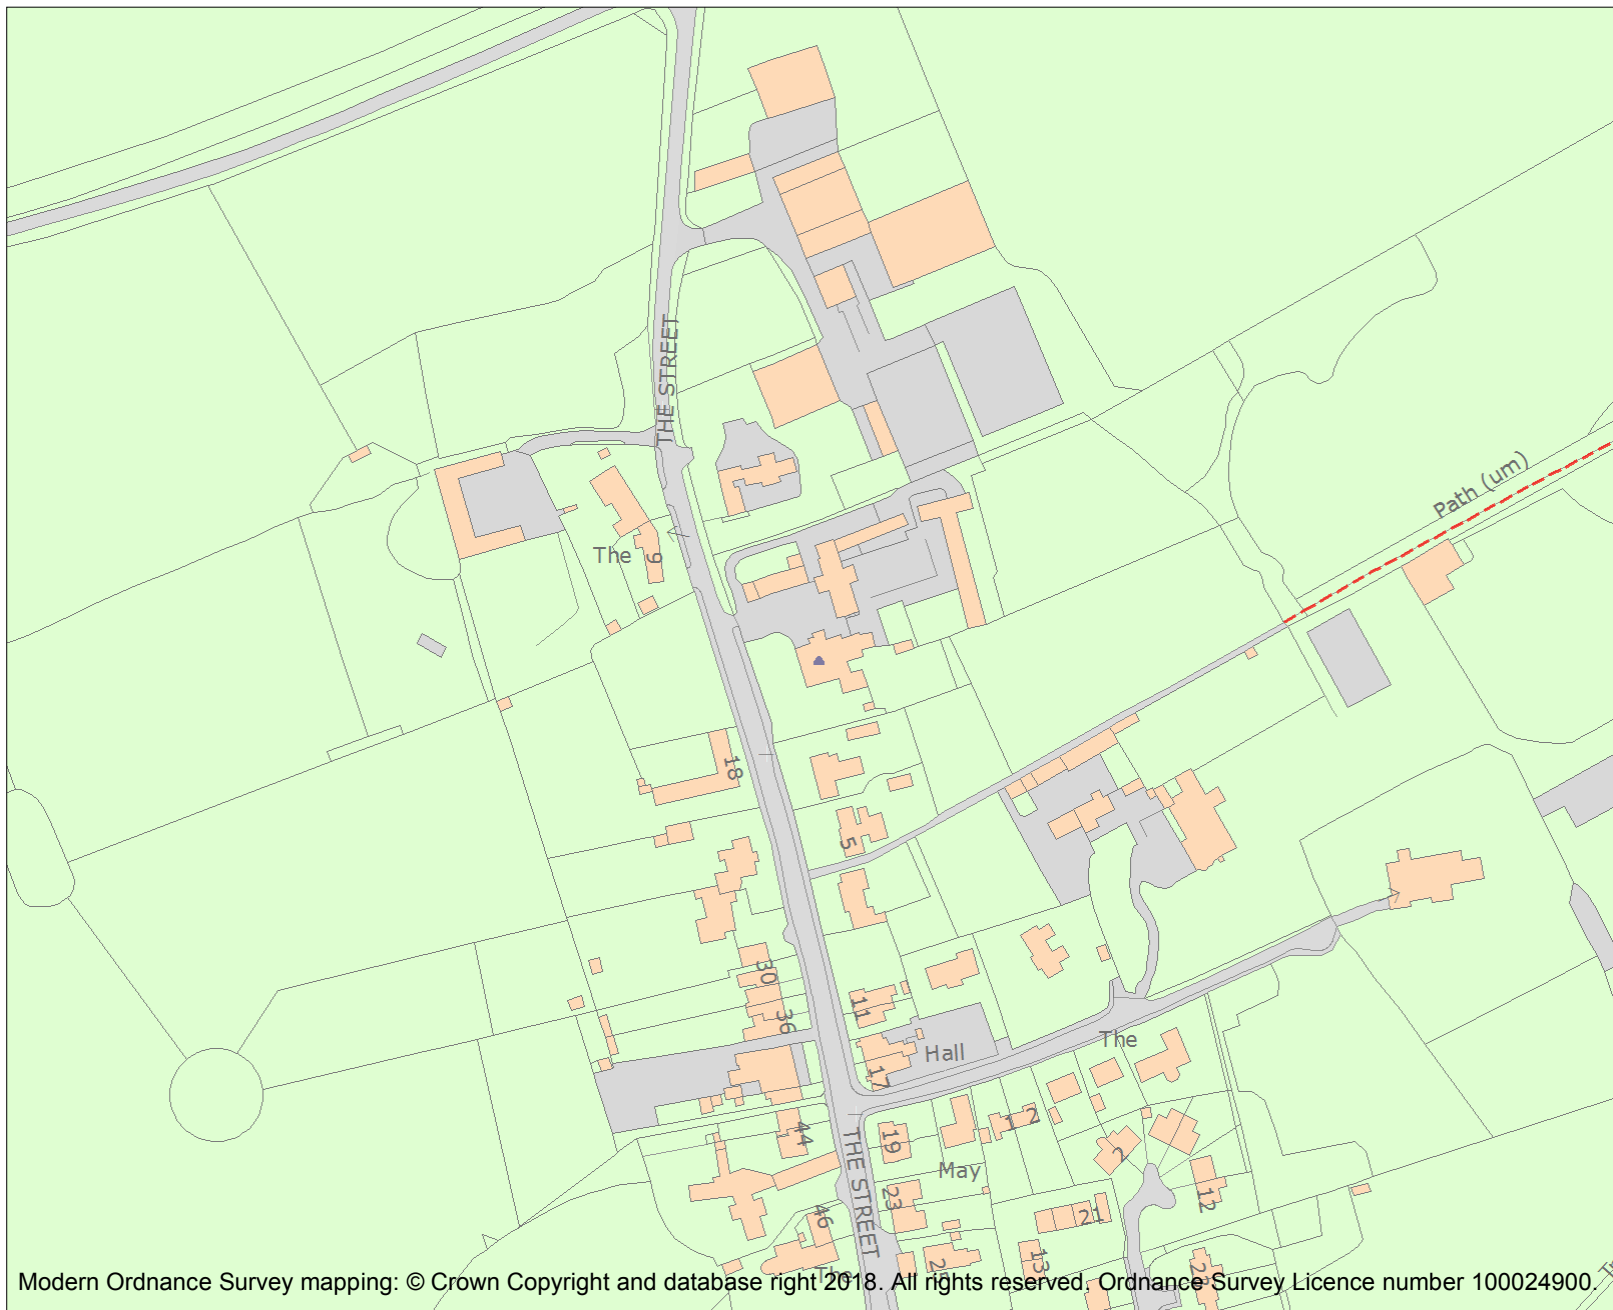 THE STREET
Path (um)
The
9
18
5
30
11
36
Hall
17
The
1
2
44
19
2
THE STREET
May
23
12
46
21
13
The
Modern Ordnance Survey mapping: © Crown Copyright and database right 2018. All rights reserved. Ordnance Survey Licence number 100024900.